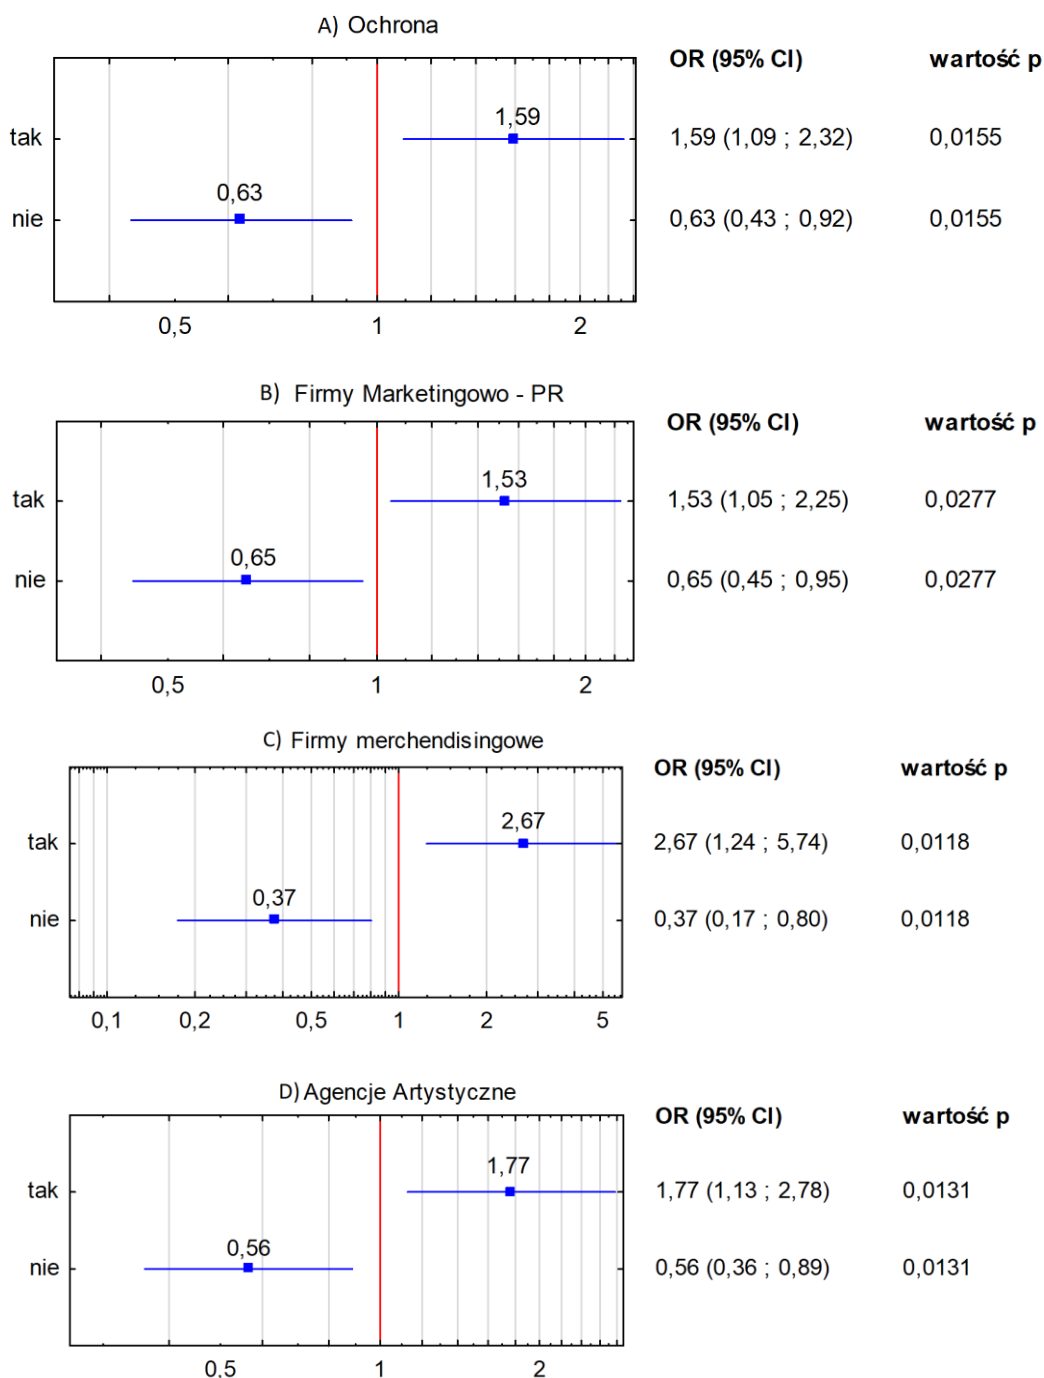 A) Ochrona
OR (95% CI) wartość p
1,59
tak 1,59 (1,09 ; 2,32) 0,0155
0,63
nie 0,63 (0,43 ; 0,92) 0,0155
0,5 1 2
B) Firmy Marketingowo - PR
OR (95% CI) wartość p
1,53
tak 1,53 (1,05 ; 2,25) 0,0277
0,65
nie 0,65 (0,45 ; 0,95) 0,0277
0,5 1 2
C) Firmy merchendisingowe
OR (95% CI) wartość p
2,67
tak 2,67 (1,24 ; 5,74) 0,0118
0,37
nie 0,37 (0,17 ; 0,80) 0,0118
0,1 0,2 0,5 1 2 5
D) Agencje Artystyczne
OR (95% CI) wartość p
1,77
tak 1,77 (1,13 ; 2,78) 0,0131
0,56
nie 0,56 (0,36 ; 0,89) 0,0131
0,5 1 2